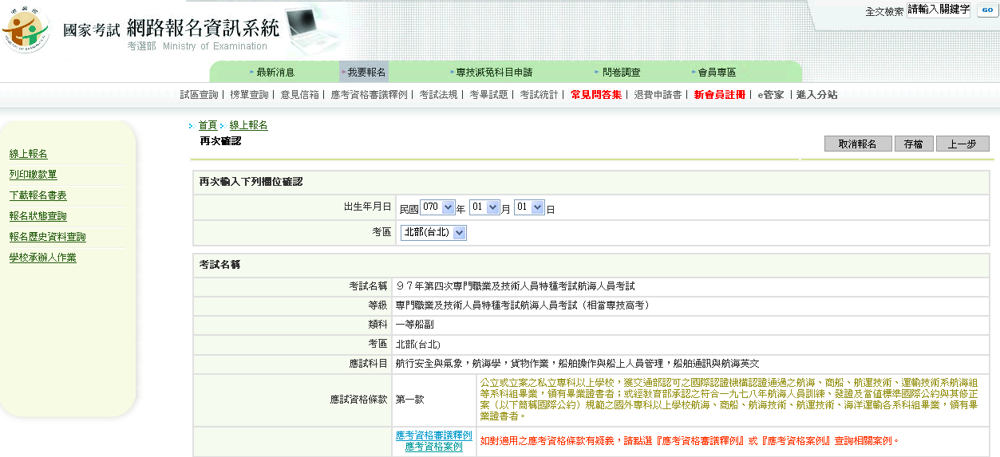 全文檢索 請輸入關鍵字 GO
國家考試 網路報名資訊系統
考選部 Ministry of Examination
最新消息 我要報名 專技減免科目申請 問卷調查 會員專區
試區查詢 | 榜單查詢 | 意見信箱 | 應考資格審議釋例 | 考試法規 | 考畢試題 | 考試統計 | 常見問答集 | 退費申請書 | 新會員註冊 | e管家 | 進入分站
首頁 線上報名
再次確認
取消報名 存檔 上一步
線上報名
列印繳款單
下載報名書表
報名狀態查詢
報名歷史資料查詢
學校承辦人作業
再次輸入下列欄位確認
出生年月日 民國 070 年 01 月 01 日
考區 北部(台北)
考試名稱
考試名稱 97年第四次專門職業及技術人員特種考試航海人員考試
等級 專門職業及技術人員特種考試航海人員考試（相當專技高考）
類科 一等船副
考區 北部(台北)
應試科目 航行安全與氣象，航海學，貨物作業，船舶操作與船上人員管理，船舶通訊與航海英文
應試資格條款 第一款
公立或立案之私立專科以上學校，獲交通部認可之國際認證機構認證通過之航海、商船、航運技術、運輸技術系航海組
等系科組畢業，領有畢業證書者；或經教育部承認之符合一九七八年航海人員訓練、發證及當值標準國際公約與其修正
案（以下簡稱國際公約）規範之國外專科以上學校航海、商船、航海技術、航運技術、海洋運輸各系科組畢業，領有畢
業證書者。
應考資格審議釋例
應考資格案例
如對適用之應考資格條款有疑義，請點選『應考資格審議釋例』或『應考資格案例』查詢相關案例。